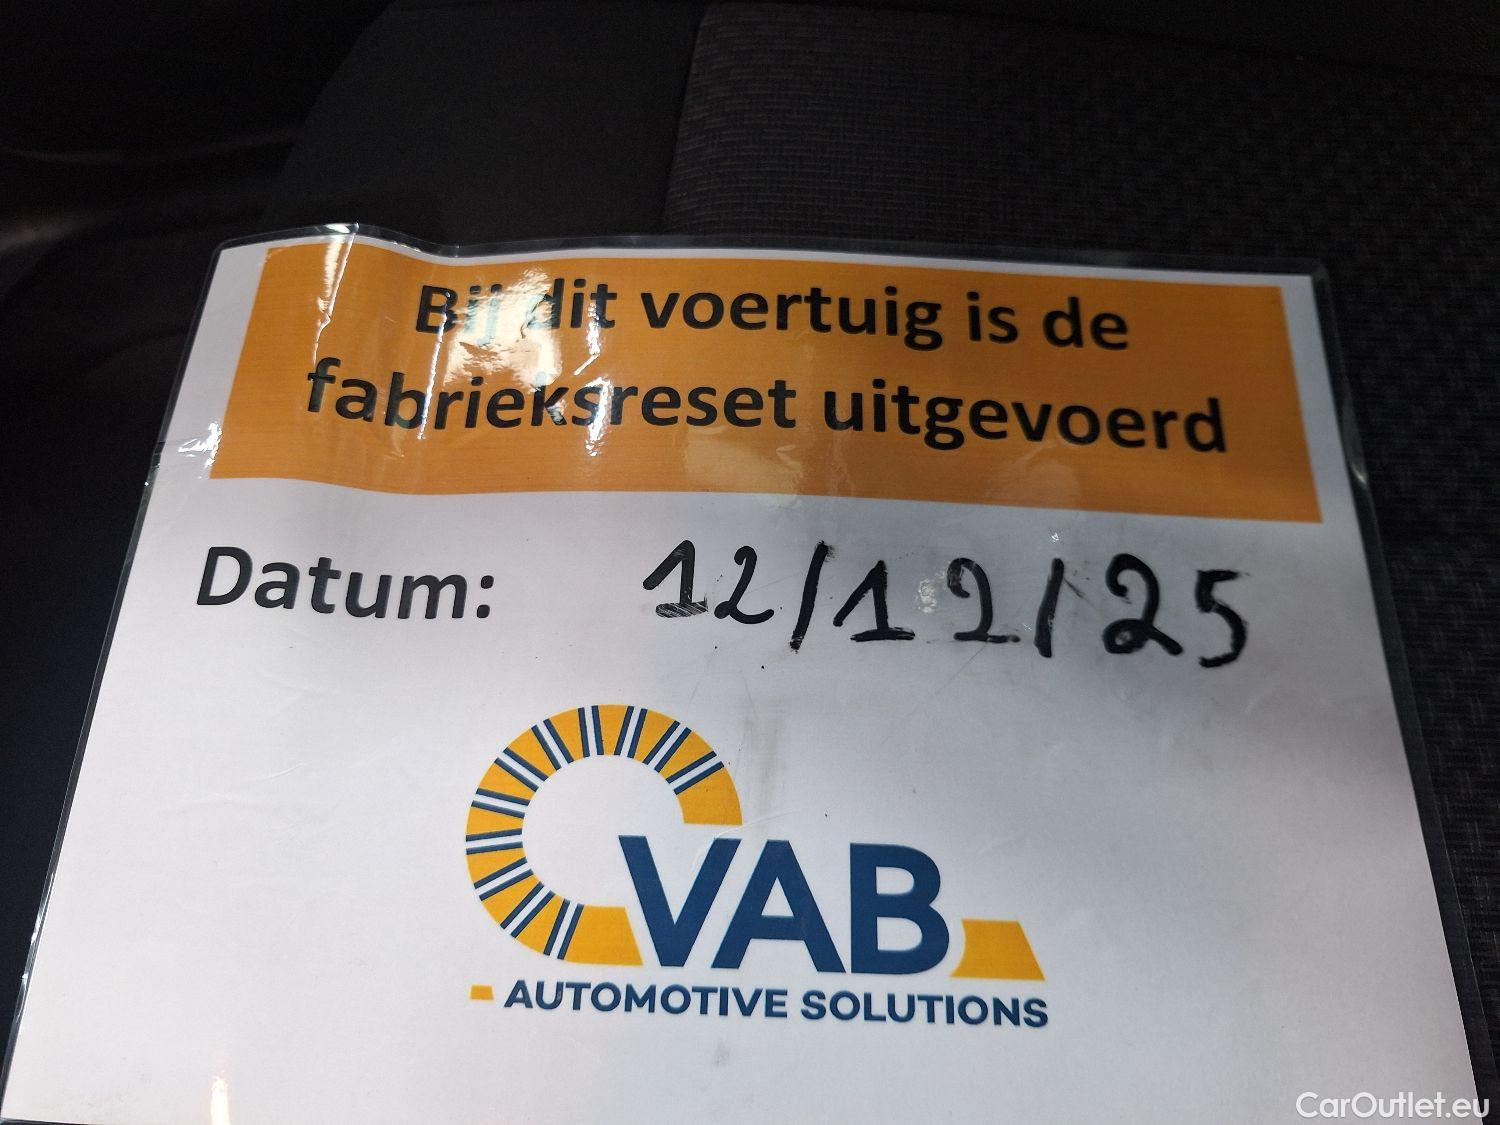 Bij dit voertuig is de
fabrieksreset uitgevoerd
Datum: 12/12/25
VAB
AUTOMOTIVE SOLUTIONS
CarOutlet.eu